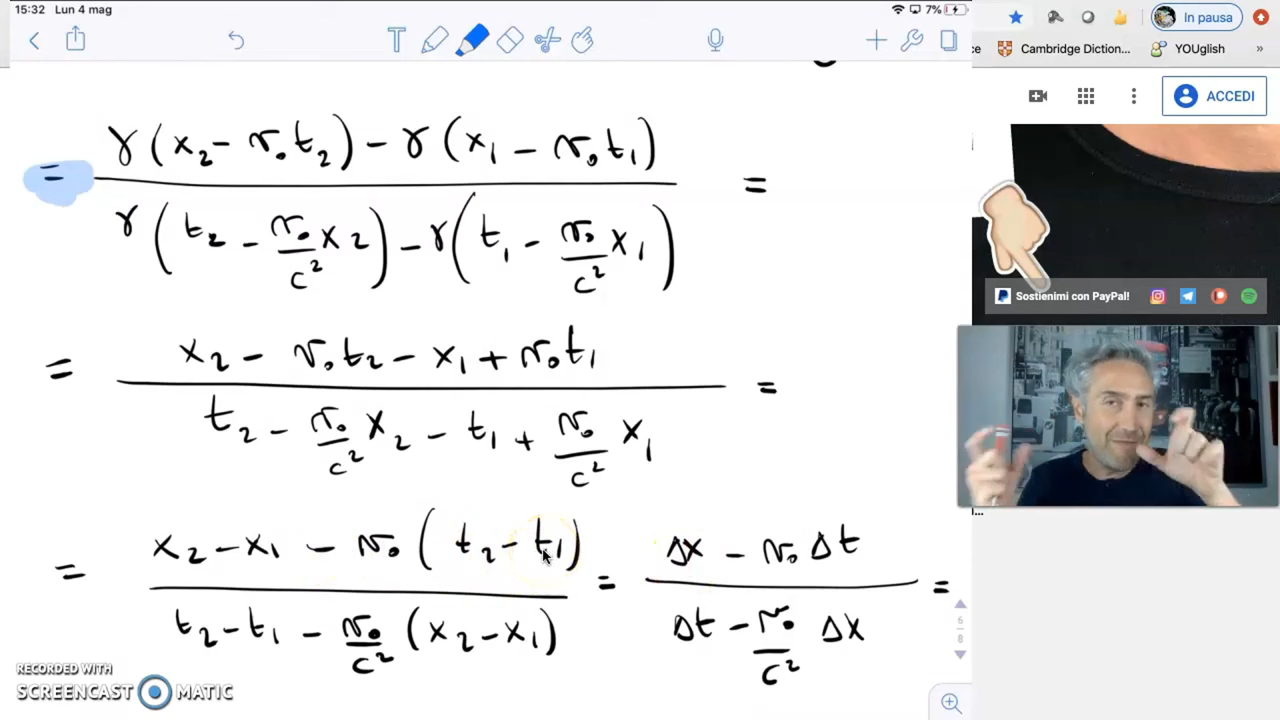 15:32 Lun 4 mag
7%
In pausa
Cambridge Diction...
YOUglish
»
ACCEDI
= γ(x₂ - v₀t₂) - γ(x₁ - v₀t₁) =
γ(t₂ - v₀/c² x₂) - γ(t₁ - v₀/c² x₁)
Sostienimi con PayPal!
= x₂ - v₀t₂ - x₁ + v₀t₁ =
t₂ - v₀/c² x₂ - t₁ + v₀/c² x₁
= x₂ - x₁ - v₀(t₂ - t₁) = Δx - v₀Δt =
t₂ - t₁ - v₀/c² (x₂ - x₁) Δt - v₀/c² Δx
6
8
RECORDED WITH
SCREENCAST MATIC